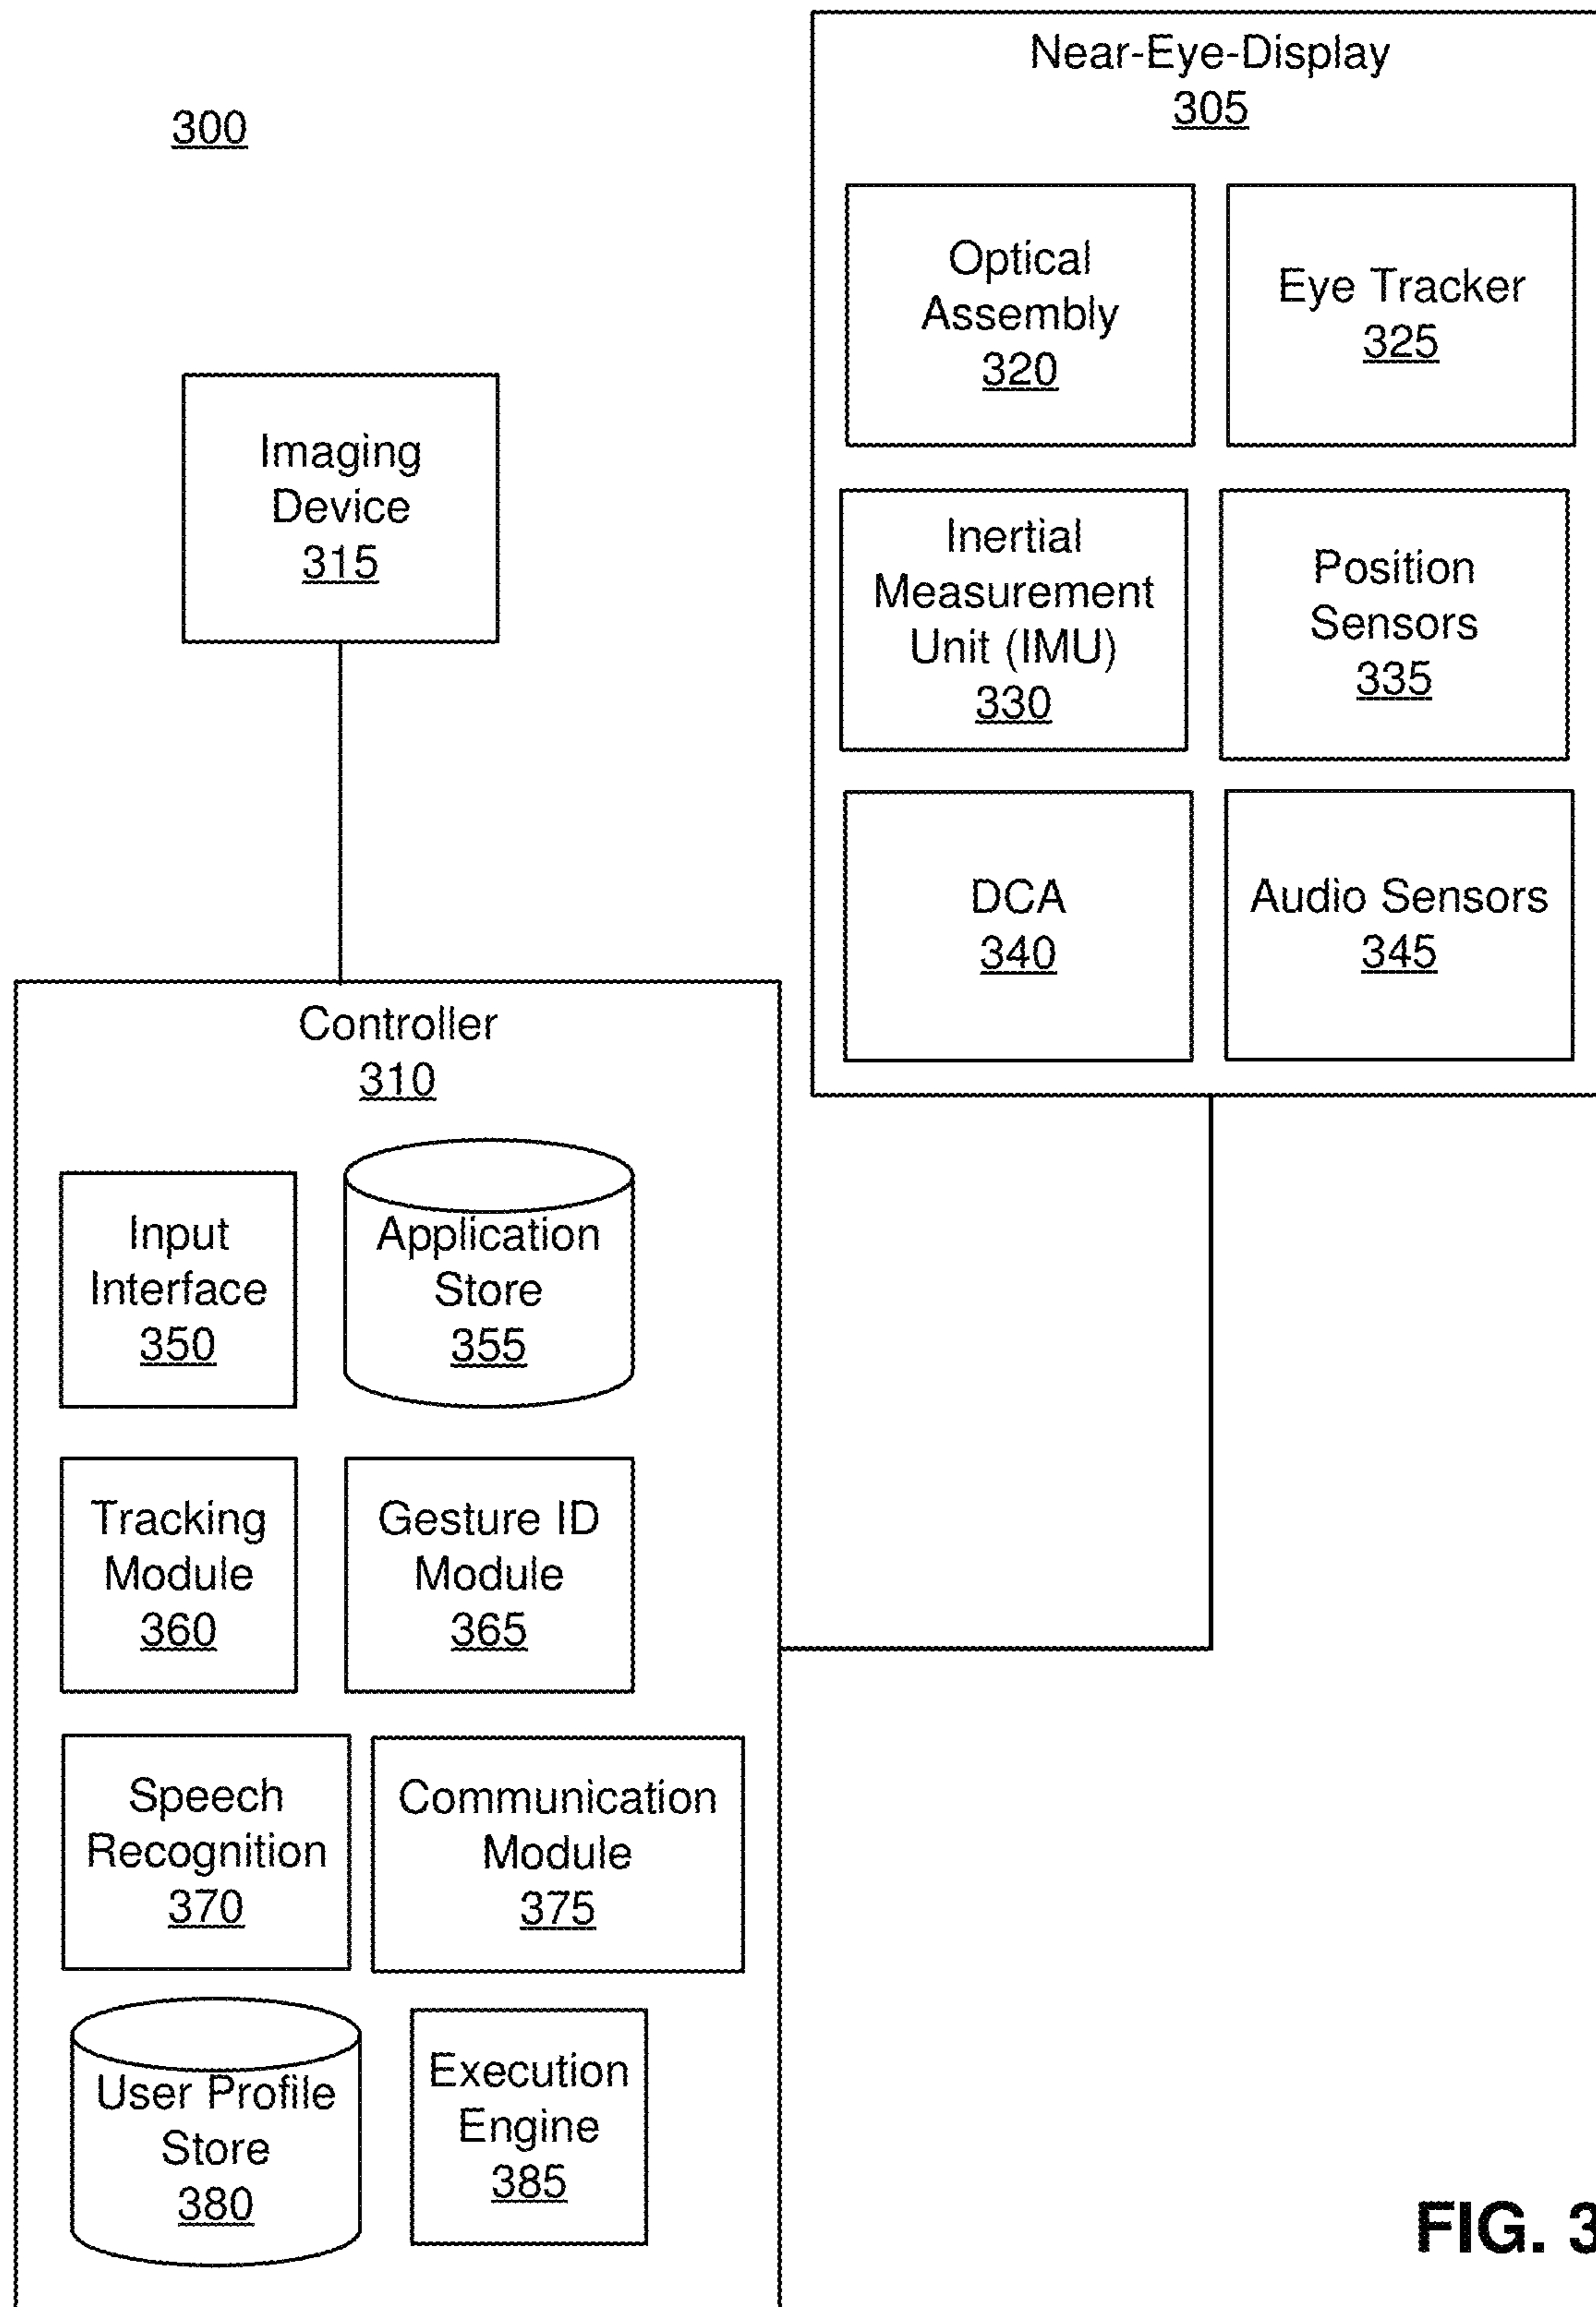 300
Near-Eye-Display
305
Optical
Assembly
320
Eye Tracker
325
Imaging
Device
315
Inertial
Measurement
Unit (IMU)
330
Position
Sensors
335
DCA
340
Audio Sensors
345
Controller
310
Input
Interface
350
Application
Store
355
Tracking
Module
360
Gesture ID
Module
365
Speech
Recognition
370
Communication
Module
375
User Profile
Store
380
Execution
Engine
385
FIG. 3